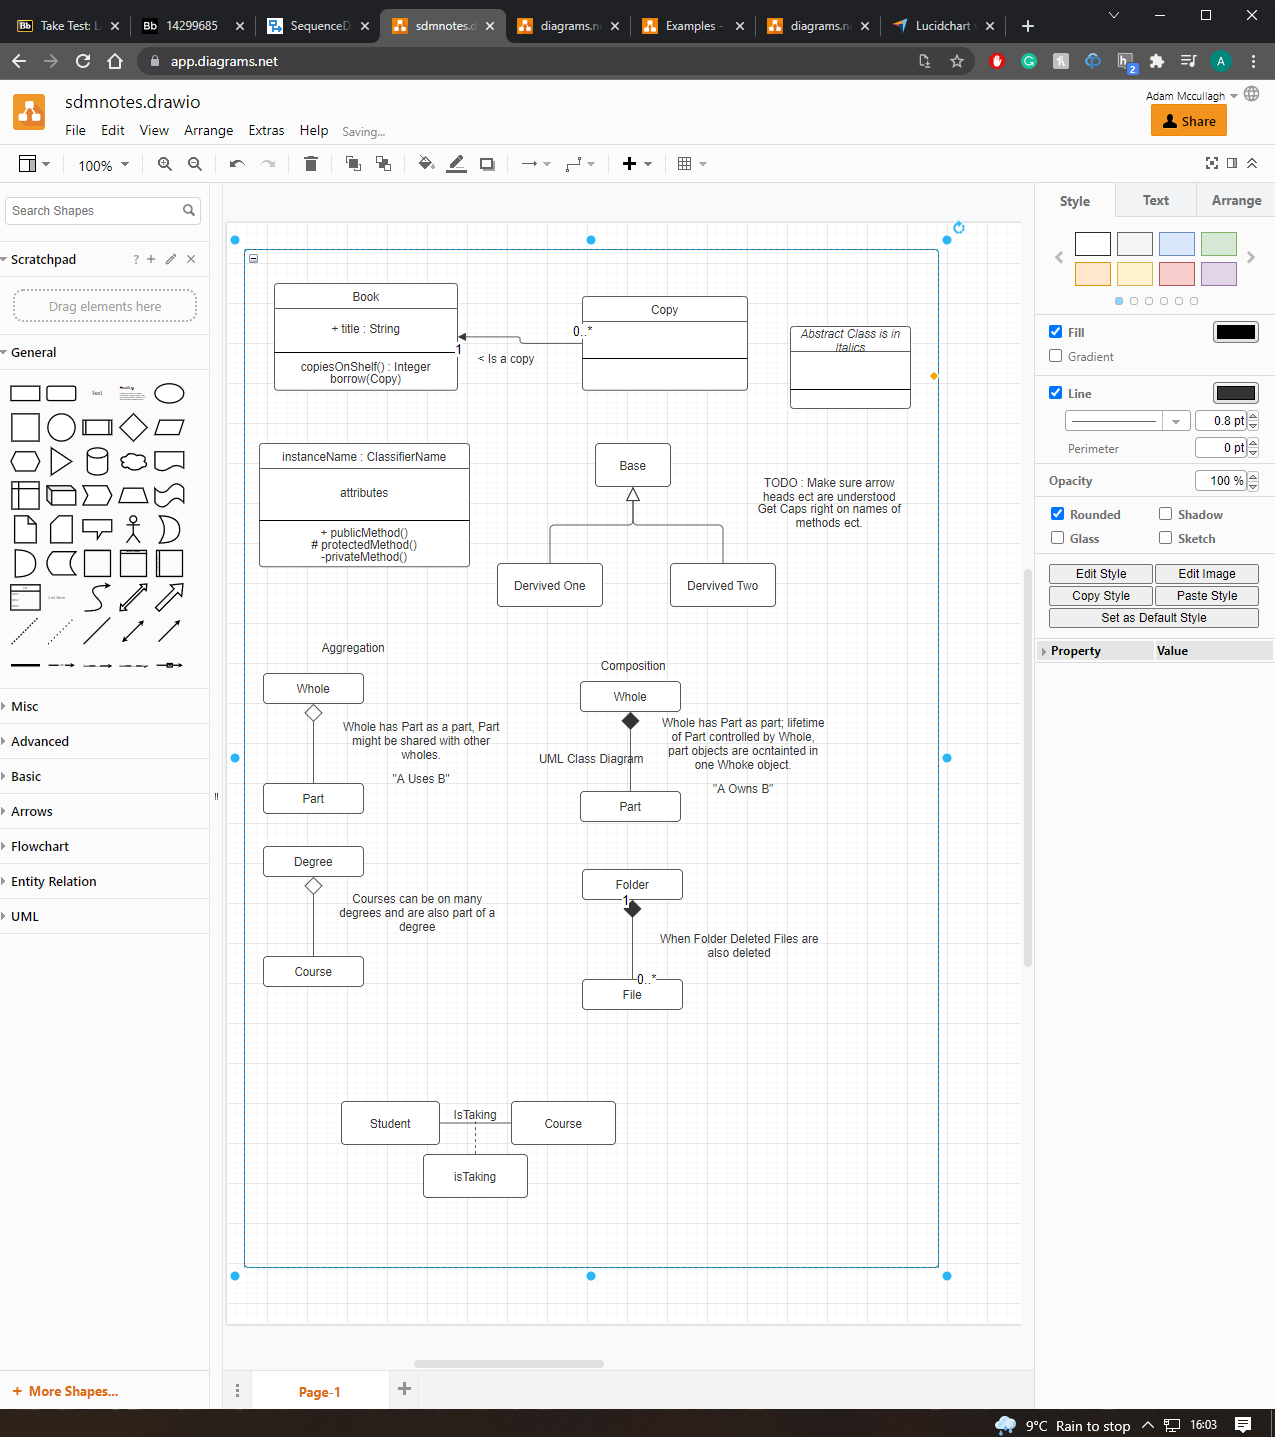 Take Test: L
14299685
SequenceD
sdmnotes.d
diagrams.n
Examples -
diagrams.n
Lucidchart
app.diagrams.net
2
A
sdmnotes.drawio
Adam Mccullagh
File Edit View Arrange Extras Help Saving...
Share
100%
Search Shapes
Style Text Arrange
Scratchpad ?
Drag elements here
General
Text
Heading
Misc
Advanced
Basic
Arrows
Flowchart
Entity Relation
UML
+ More Shapes...
Book
+ title : String
copiesOnShelf() : Integer
borrow(Copy)
1
0..*
< Is a copy
Copy
Abstract Class is in
Italics
instanceName : ClassifierName
attributes
+ publicMethod()
# protectedMethod()
-privateMethod()
Base
Dervived One
Dervived Two
TODO : Make sure arrow
heads ect are understood
Get Caps right on names of
methods ect.
Aggregation
Whole
Whole has Part as a part, Part
might be shared with other
wholes.
"A Uses B"
Part
Composition
Whole
Whole has Part as part; lifetime
of Part controlled by Whole,
part objects are ocntainted in
one Whoke object.
UML Class Diagram
"A Owns B"
Part
Degree
Courses can be on many
degrees and are also part of a
degree
Course
Folder
1
When Folder Deleted Files are
also deleted
0..*
File
Student
IsTaking
Course
isTaking
Fill
Gradient
Line
0.8 pt
Perimeter
0 pt
Opacity
100 %
Rounded Shadow
Glass Sketch
Edit Style Edit Image
Copy Style Paste Style
Set as Default Style
Property Value
Page-1
9°C Rain to stop 16:03